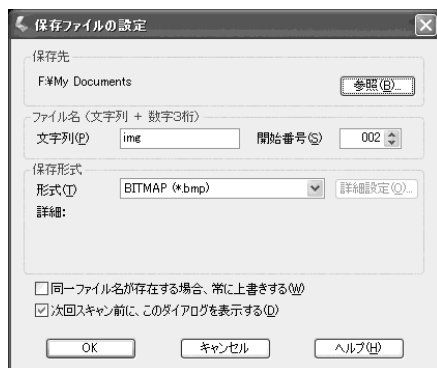 保存ファイルの設定
保存先
F:¥My Documents
参照(B)...
ファイル名(文字列 + 数字3桁)
文字列(P) img 開始番号(S) 002
保存形式
形式(T) BITMAP (*.bmp) 詳細設定(O)...
詳細:
同一ファイル名が存在する場合、常に上書きする(W)
次回スキャン前に、このダイアログを表示する(D)
OK キャンセル ヘルプ(H)